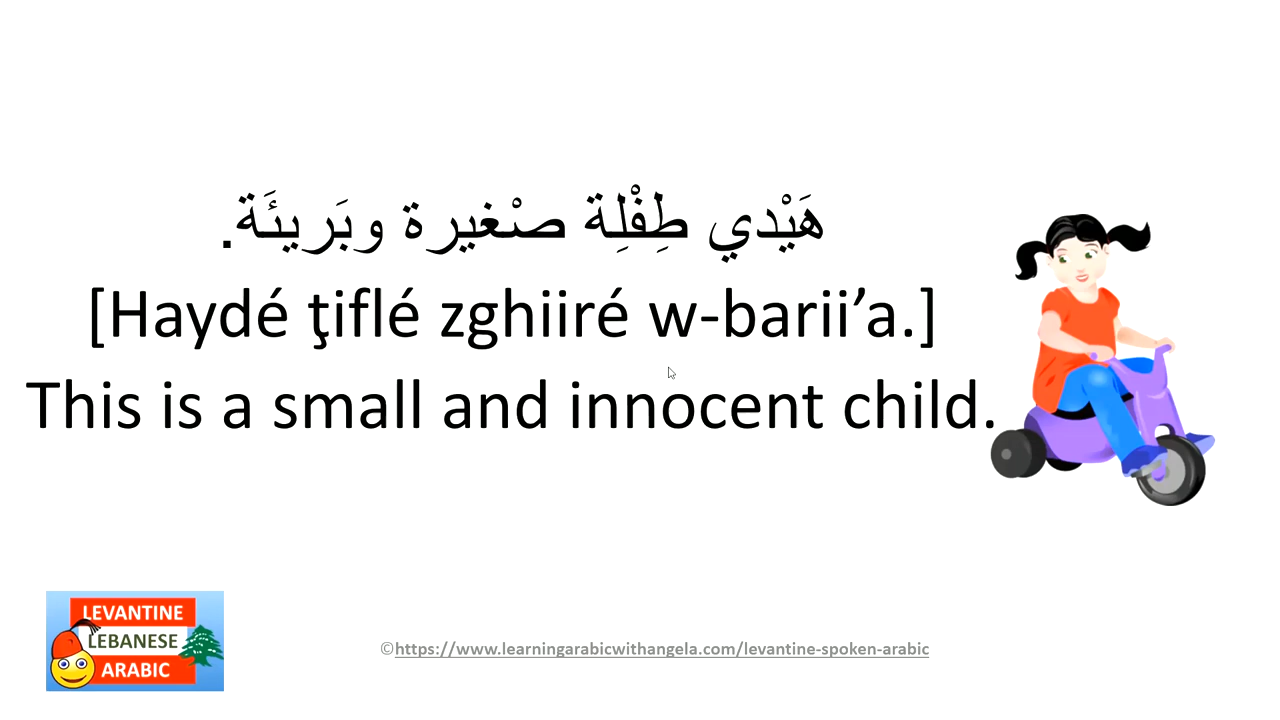 هَيْدي طِفْلِة صْغيرة وبَريئَة.
[Haydé ţiflé zghiiré w-barii’a.]
This is a small and innocent child.
LEVANTINE
LEBANESE
ARABIC
©https://www.learningarabicwithangela.com/levantine-spoken-arabic